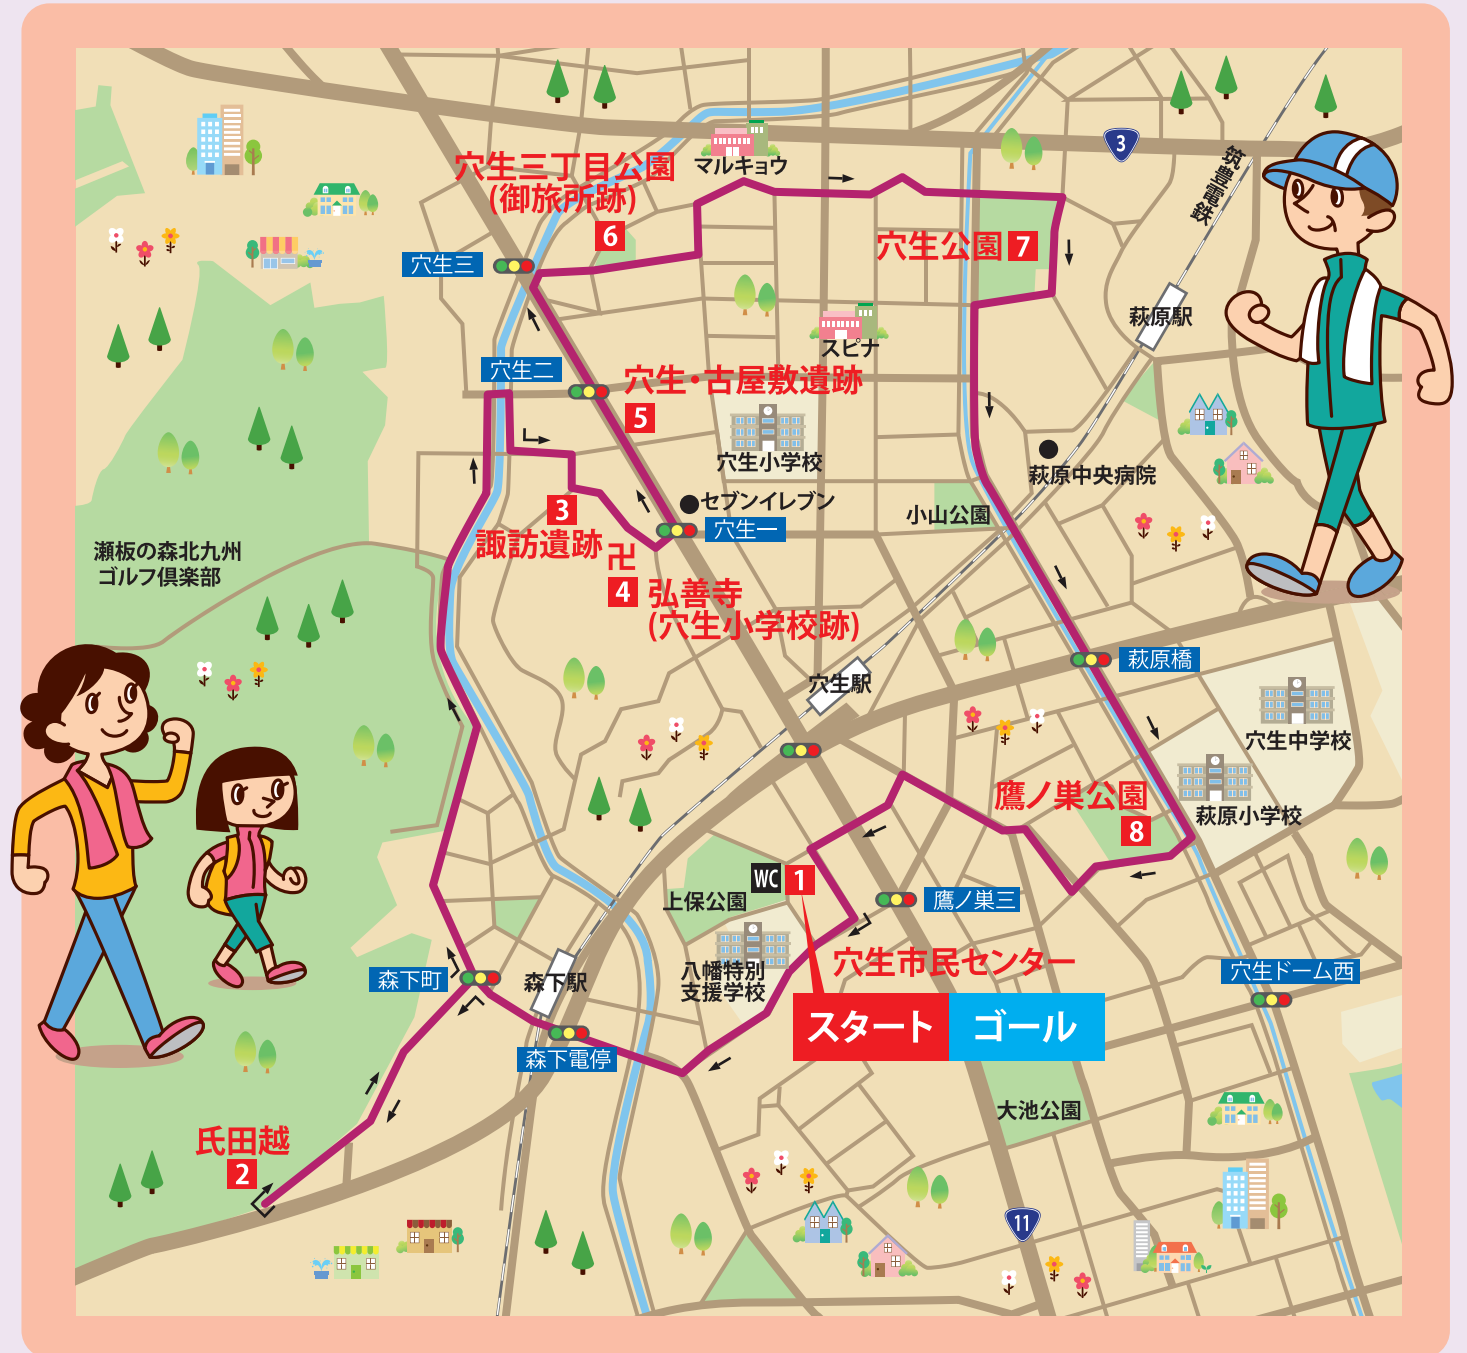 3
筑豊電鉄
マルキョウ
穴生三丁目公園
(御旅所跡)
6
穴生公園 7
穴生三
萩原駅
スピナ
穴生二
穴生・古屋敷遺跡
5
穴生小学校
萩原中央病院
セブンイレブン
3
諏訪遺跡
穴生一
小山公園
瀬板の森北九州
ゴルフ倶楽部
卍
4 弘善寺
(穴生小学校跡)
萩原橋
穴生駅
穴生中学校
鷹ノ巣公園
8
萩原小学校
WC 1
上保公園
鷹ノ巣三
穴生市民センター
八幡特別
支援学校
森下町
森下駅
穴生ドーム西
スタート ゴール
森下電停
大池公園
氏田越
2
11